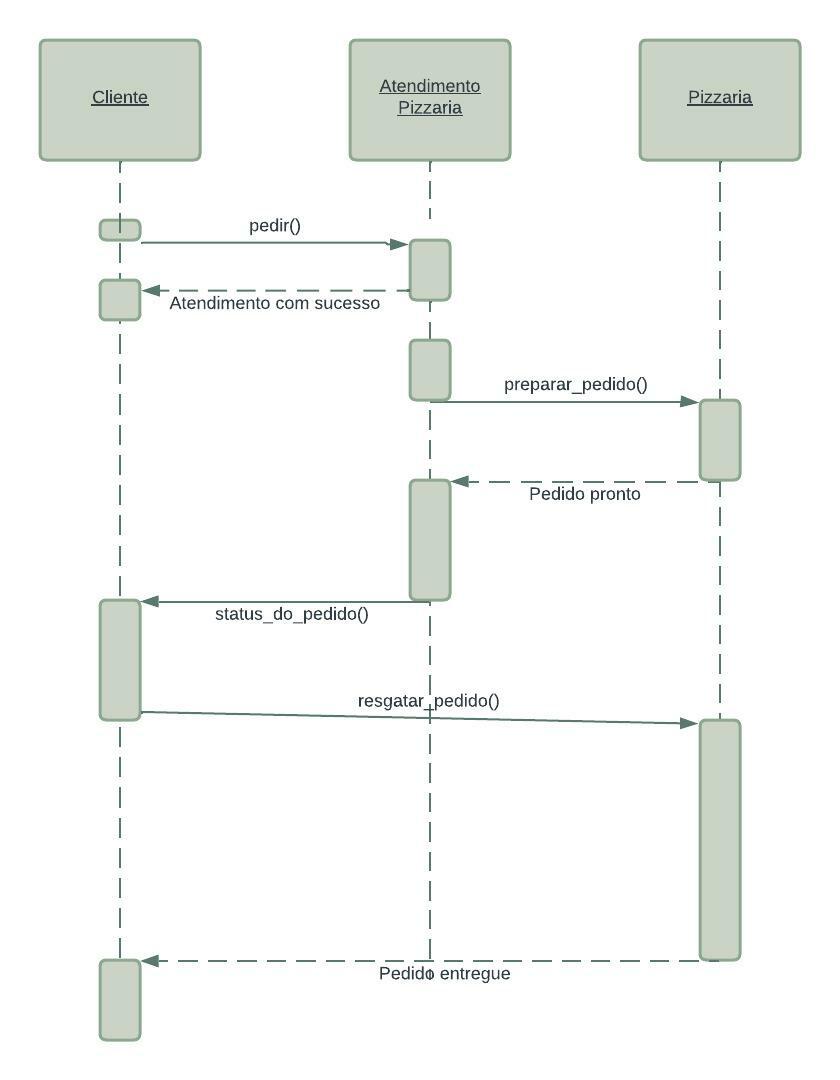 Cliente
Atendimento
Pizzaria
Pizzaria
pedir()
Atendimento com sucesso
preparar_pedido()
Pedido pronto
status_do_pedido()
resgatar_pedido()
Pedido entregue